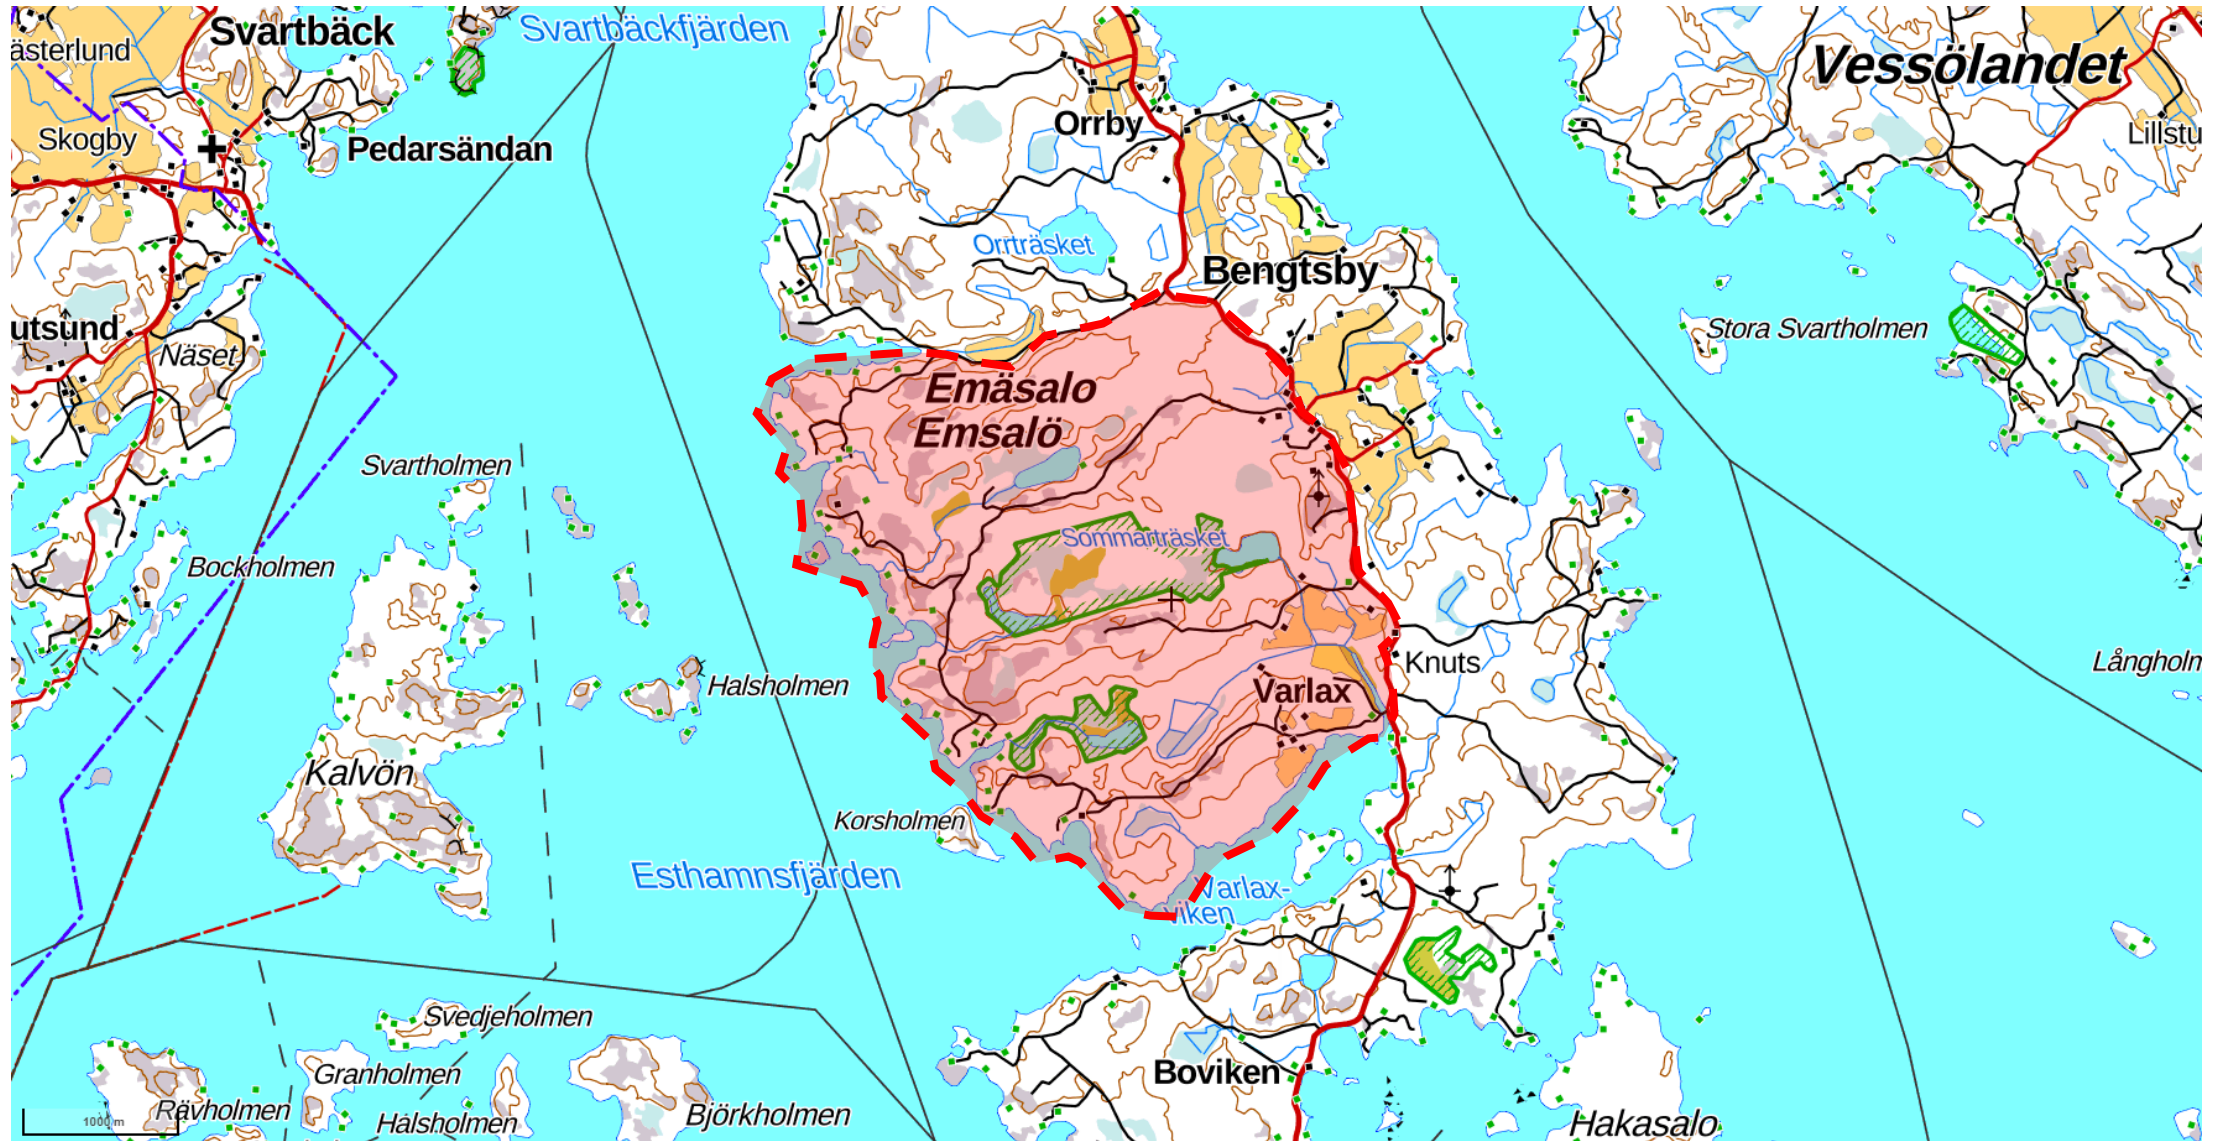 Svartbäck
Svartbäckfjärden
Vessölandet
ästerlund
Skogby
Pedarsändan
Orrby
Lillstu
Orrträsket
Bengtsby
utsund
Näset
Stora Svartholmen
Emäsalo
Emsalö
Svartholmen
Sommarträsket
Bockholmen
Halsholmen
Varlax
Knuts
Långholm
Kalvön
Korsholmen
Esthamnsfjärden
Varlax-
viken
Svedjeholmen
Granholmen
Boviken
Rävholmen
Hálsholmen
Björkholmen
Hakasalo
1000 m